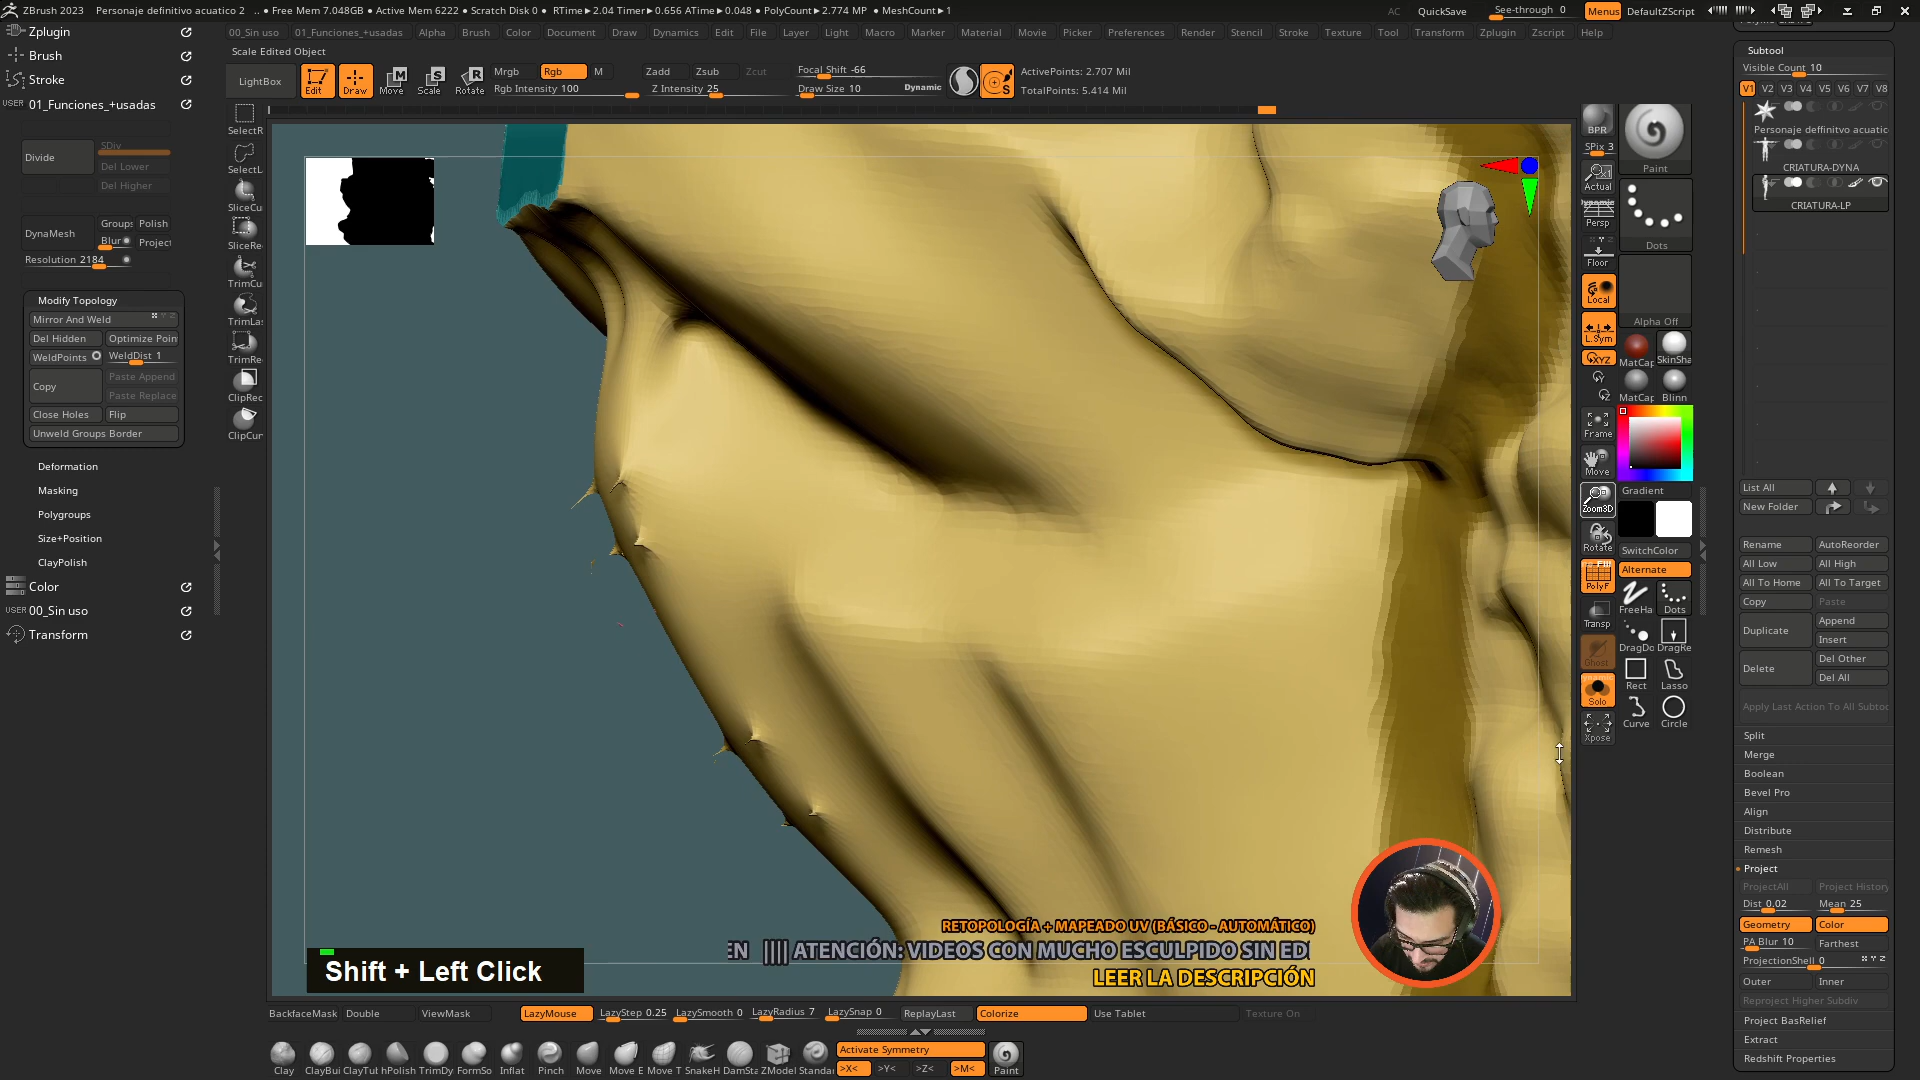 ZBrush 2023 Personaje definitivo acuatico 2 .. ● Free Mem 7.048GB ● Active Mem 6222 ● Scratch Disk 0 ● RTime►2.04 Timer►0.656 ATime►0.048 ● PolyCount►2.774 MP ● MeshCount►1
AC QuickSave See-through 0 Menus DefaultZScript
00_Sin uso 01_Funciones_+usadas Alpha Brush Color Document Draw Dynamics Edit File Layer Light Macro Marker Material Movie Picker Preferences Render Stencil Stroke Texture Tool Transform Zplugin Zscript Help
Scale Edited Object
LightBox Edit Draw Move Scale Rotate
Mrgb Rgb M Zadd Zsub Zcut Focal Shift -66
Rgb Intensity 100 Z Intensity 25 Draw Size 10 Dynamic
ActivePoints: 2.707 Mil
TotalPoints: 5.414 Mil
Zplugin
Brush
Stroke
USER 01_Funciones_+usadas
Divide SDiv
Del Lower
Del Higher
DynaMesh Groups Polish
Blur Project
Resolution 2184
Modify Topology
Mirror And Weld
Del Hidden Optimize Poin
WeldPoints WeldDist 1
Copy Paste Append
Paste Replace
Close Holes Flip
Unweld Groups Border
Deformation
Masking
Polygroups
Size+Position
ClayPolish
Color
USER 00_Sin uso
Transform
SelectR
SelectL
SliceCu
SliceRe
TrimCu
TrimLas
TrimRe
ClipRec
ClipCur
BPR
SPix 3
Actual
Dynamic
Persp
Floor
Local
L.Sym
XYZ
Frame
Move
Zoom3D
Rotate
Line Fill
PolyF
Transp
Ghost
Dynamic
Solo
Xpose
Paint
Dots
Alpha Off
MatCap SkinSha
MatCap Blinn
Gradient
SwitchColor
Alternate
FreeHa Dots
DragDo DragRe
Rect Lasso
Curve Circle
Subtool
Visible Count 10
V1 V2 V3 V4 V5 V6 V7 V8
Personaje definitvo acuatic
CRIATURA-DYNA
CRIATURA-LP
List All
New Folder
Rename AutoReorder
All Low All High
All To Home All To Target
Copy Paste
Duplicate Append
Insert
Delete Del Other
Del All
Apply Last Action To All Subtoo
Split
Merge
Boolean
Bevel Pro
Align
Distribute
Remesh
Project
ProjectAll Project History
Dist 0.02 Mean 25
Geometry Color
PA Blur 10 Farthest
ProjectionShell 0
Outer Inner
Reproject Higher Subdiv
Project BasRelief
Extract
Redshift Properties
RETOPOLOGÍA + MAPEADO UV (BÁSICO - AUTOMÁTICO)
EN |||| ATENCIÓN: VIDEOS CON MUCHO ESCULPIDO SIN ED
LEER LA DESCRIPCIÓN
Shift + Left Click
BackfaceMask Double ViewMask LazyMouse LazyStep 0.25 LazySmooth 0 LazyRadius 7 LazySnap 0 ReplayLast Colorize Use Tablet Texture On
Activate Symmetry
>X< >Y< >Z< >M<
Clay ClayBui ClayTul hPolish TrimDy FormSo Inflat Pinch Move Move E Move T SnakeH DamSta ZModel Standa Paint